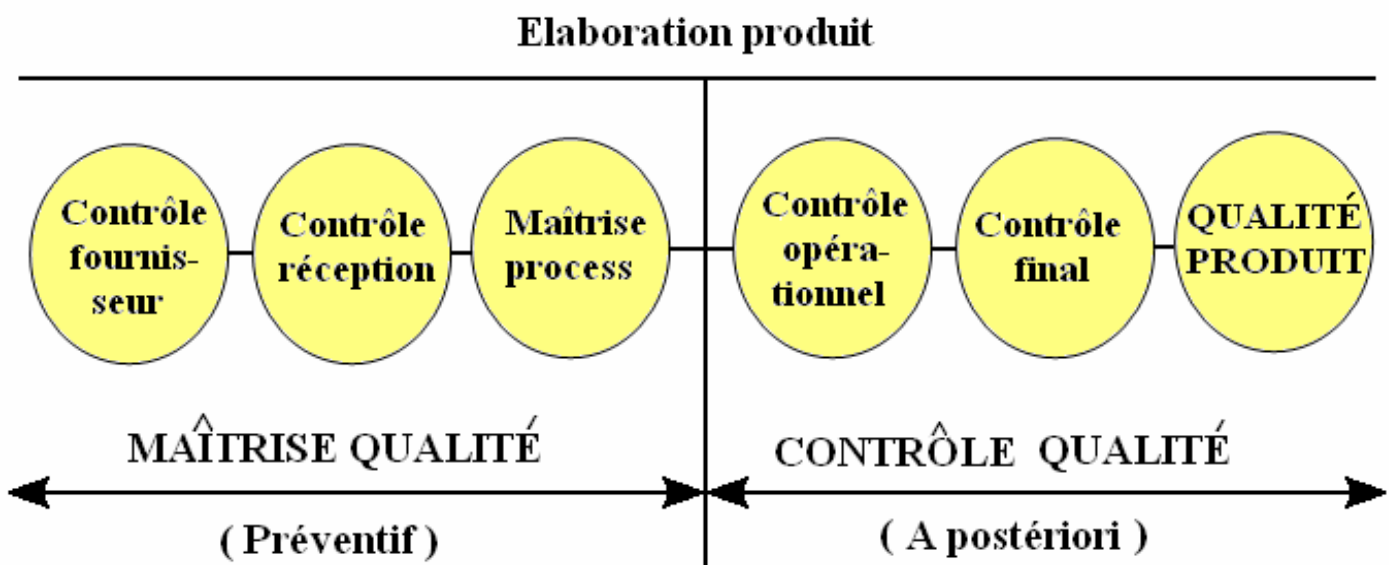 Elaboration produit
Contrôle
fournis-
seur
Contrôle
réception
Maîtrise
process
Contrôle
opéra-
tionnel
Contrôle
final
QUALITÉ
PRODUIT
MAÎTRISE QUALITÉ
CONTRÔLE QUALITÉ
( Préventif )
( A postériori )